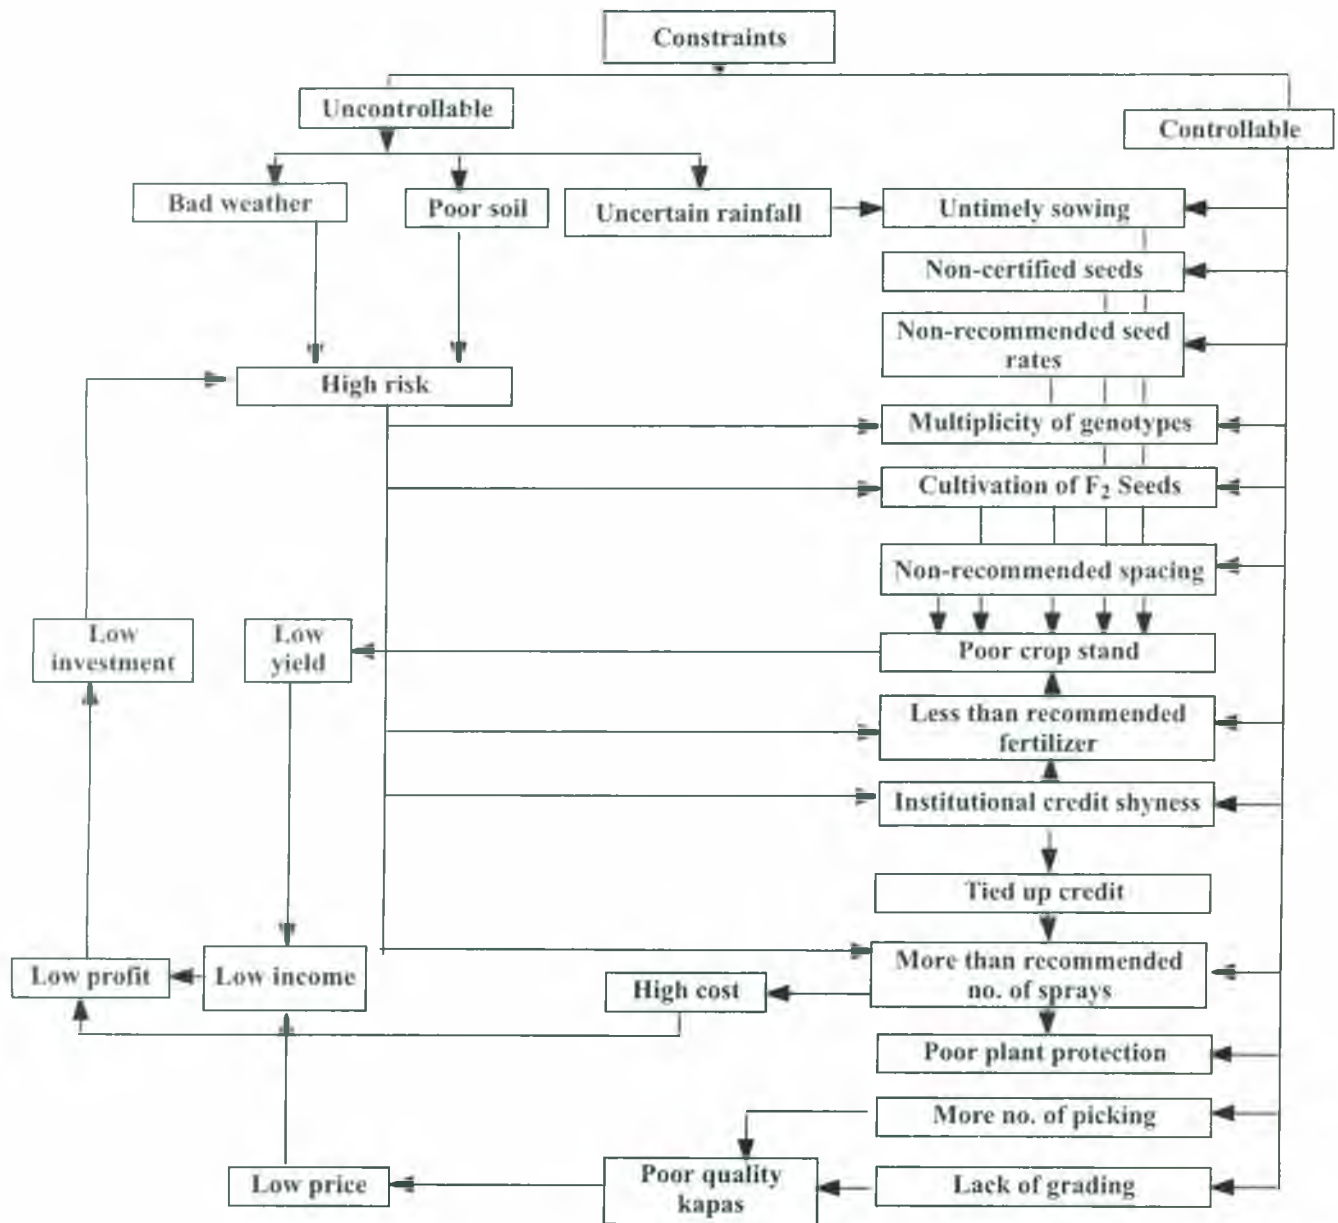 Constraints
Uncontrollable
Controllable
Bad weather
Poor soil
Uncertain rainfall
Untimely sowing
Non-certified seeds
Non-recommended seed
rates
High risk
Multiplicity of genotypes
Cultivation of F₂ Seeds
Non-recommended spacing
Low
investment
Low
yield
Poor crop stand
Less than recommended
fertilizer
Institutional credit shyness
Tied up credit
Low profit
Low income
High cost
More than recommended
no. of sprays
Poor plant protection
More no. of picking
Low price
Poor quality
kapas
Lack of grading